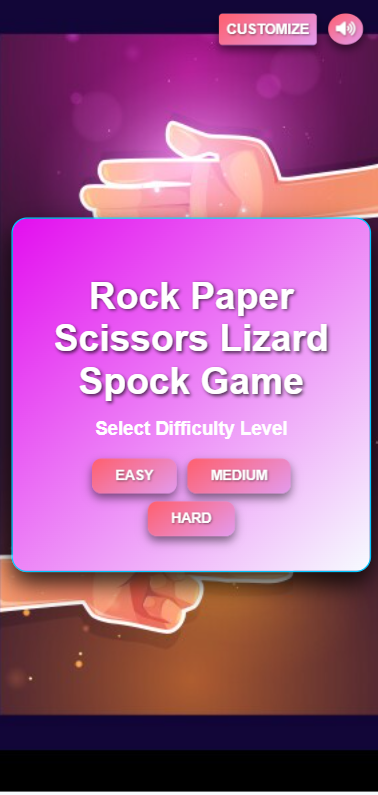 CUSTOMIZE
Rock Paper
Scissors Lizard
Spock Game
Select Difficulty Level
EASY MEDIUM
HARD